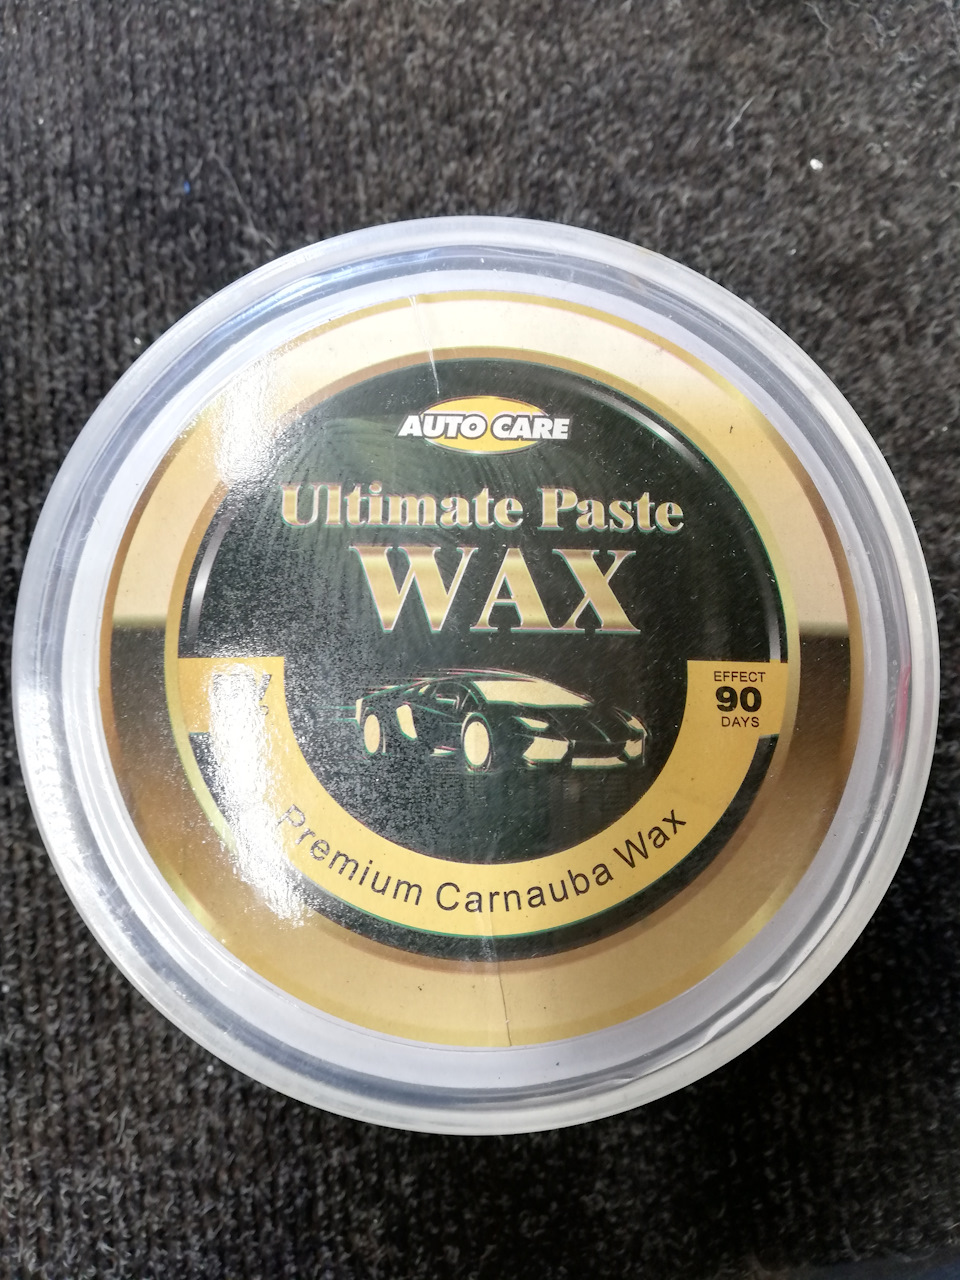 AUTO CARE
Ultimate Paste
WAX
EFFECT
90
DAYS
Premium Carnauba Wax